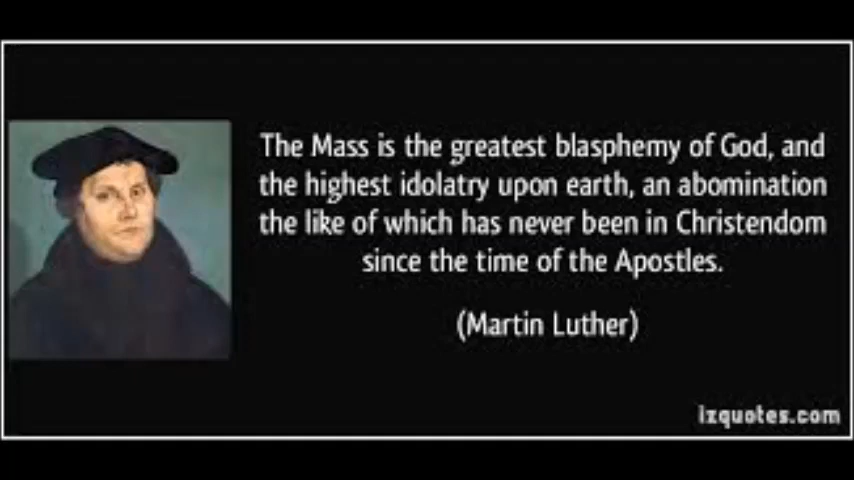 The Mass is the greatest blasphemy of God, and
the highest idolatry upon earth, an abomination
the like of which has never been in Christendom
since the time of the Apostles.
(Martin Luther)
izquotes.com